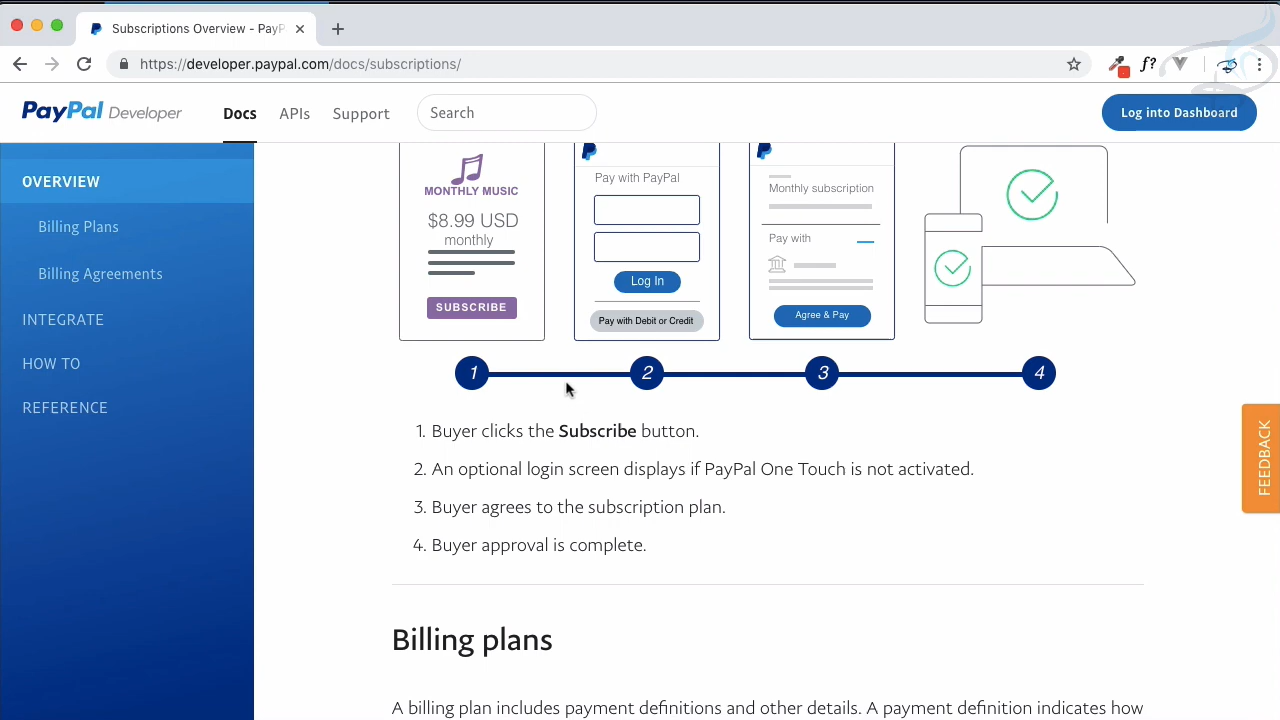 Subscriptions Overview - PayP
https://developer.paypal.com/docs/subscriptions/
f?
PayPal Developer
Docs
APIs
Support
Search
Log into Dashboard
OVERVIEW
Billing Plans
Billing Agreements
INTEGRATE
HOW TO
REFERENCE
MONTHLY MUSIC
$8.99 USD
monthly
SUBSCRIBE
Pay with PayPal
Log In
Pay with Debit or Credit
Monthly subscription
Pay with
Agree & Pay
1 2 3 4
1. Buyer clicks the Subscribe button.
2. An optional login screen displays if PayPal One Touch is not activated.
3. Buyer agrees to the subscription plan.
4. Buyer approval is complete.
FEEDBACK
Billing plans
A billing plan includes payment definitions and other details. A payment definition indicates how